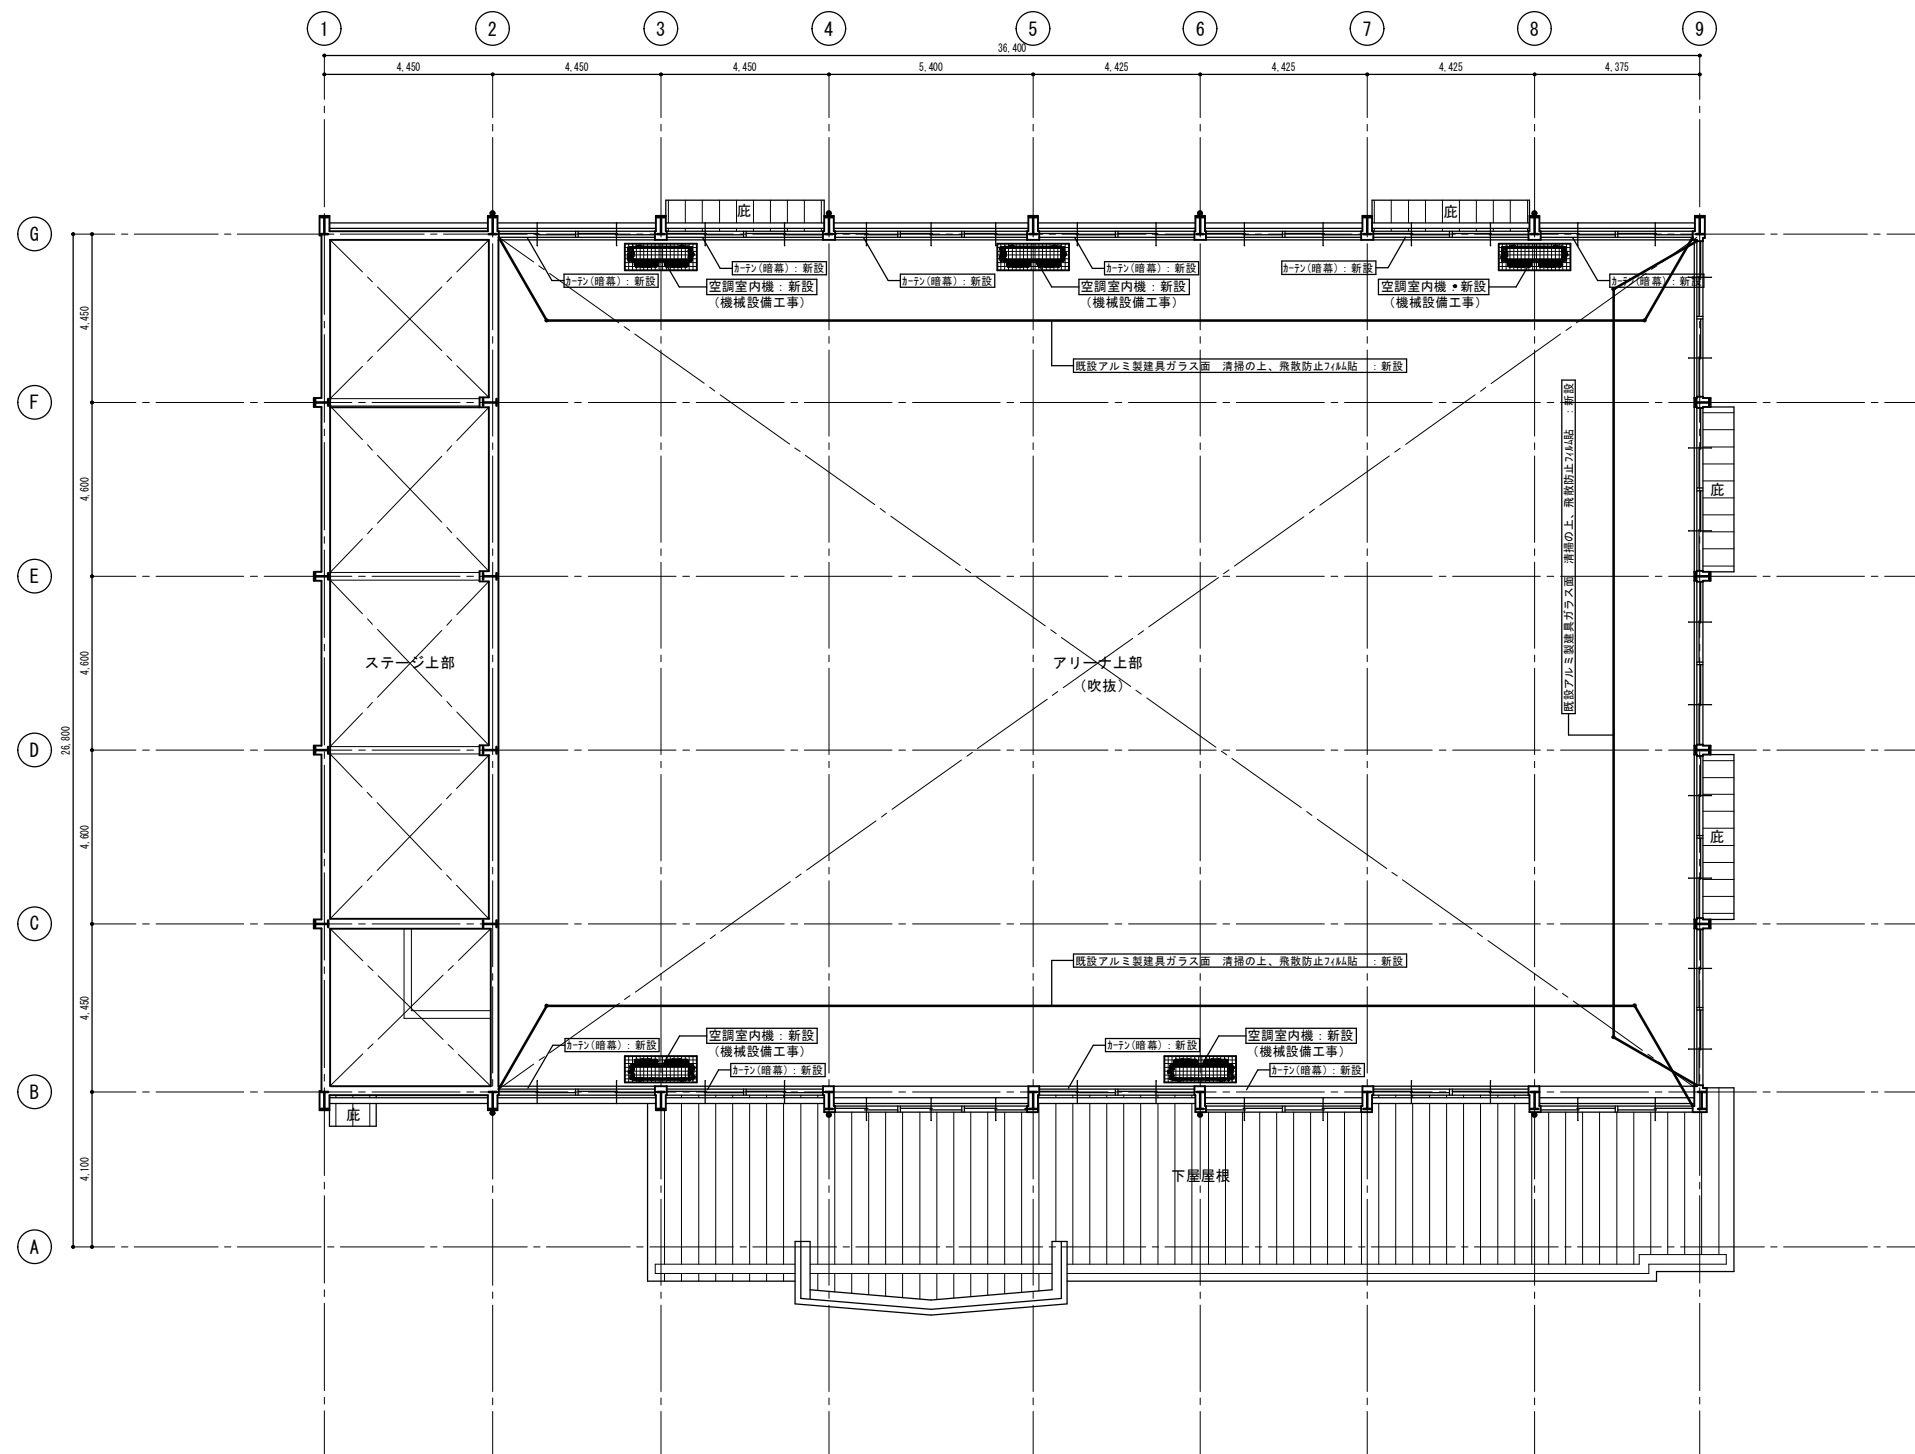 1 2 3 4 5 6 7 8 9
36,400
4,450 4,450 4,450 5,400 4,425 4,425 4,425 4,375
庇 庇
G
カーテン(暗幕):新設 カーテン(暗幕):新設 カーテン(暗幕):新設
カーテン(暗幕):新設 カーテン(暗幕):新設 カーテン(暗幕):新設
空調室内機:新設 空調室内機:新設 空調室内機:新設
(機械設備工事) (機械設備工事) (機械設備工事)
4,450
既設アルミ製建具ガラス面 清掃の上、飛散防止フィルム貼 :新設
F
既設アルミ製建具ガラス面 清掃の上、飛散防止フィルム貼 :新設
4,600
庇
E
4,600
ステージ上部
アリーナ上部
(吹抜)
26,800
D
4,600
庇
C
既設アルミ製建具ガラス面 清掃の上、飛散防止フィルム貼 :新設
4,450
空調室内機:新設 空調室内機:新設
カーテン(暗幕):新設 カーテン(暗幕):新設
(機械設備工事) (機械設備工事)
カーテン(暗幕):新設 カーテン(暗幕):新設
B
庇
4,100
下屋屋根
A